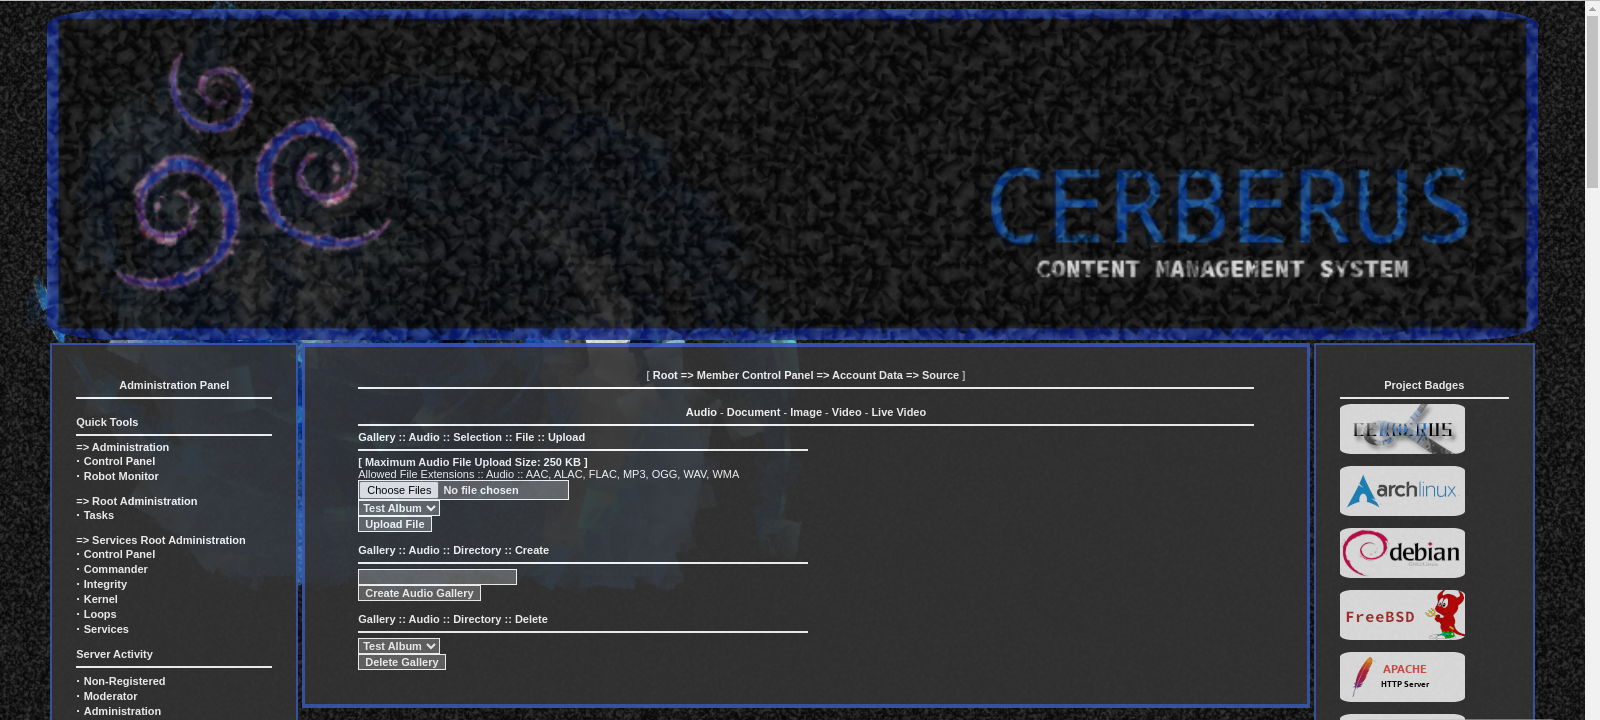 CERBERUS
CONTENT MANAGEMENT SYSTEM
Administration Panel
Quick Tools
=> Administration
· Control Panel
· Robot Monitor
=> Root Administration
· Tasks
=> Services Root Administration
· Control Panel
· Commander
· Integrity
· Kernel
· Loops
· Services
Server Activity
· Non-Registered
· Moderator
· Administration
[ Root => Member Control Panel => Account Data => Source ]
Audio - Document - Image - Video - Live Video
Gallery :: Audio :: Selection :: File :: Upload
[ Maximum Audio File Upload Size: 250 KB ]
Allowed File Extensions :: Audio :: AAC, ALAC, FLAC, MP3, OGG, WAV, WMA
Choose Files No file chosen
Test Album
Upload File
Gallery :: Audio :: Directory :: Create
Create Audio Gallery
Gallery :: Audio :: Directory :: Delete
Test Album
Delete Gallery
Project Badges
CERBERUS
archlinux
debian
FreeBSD
APACHE
HTTP Server